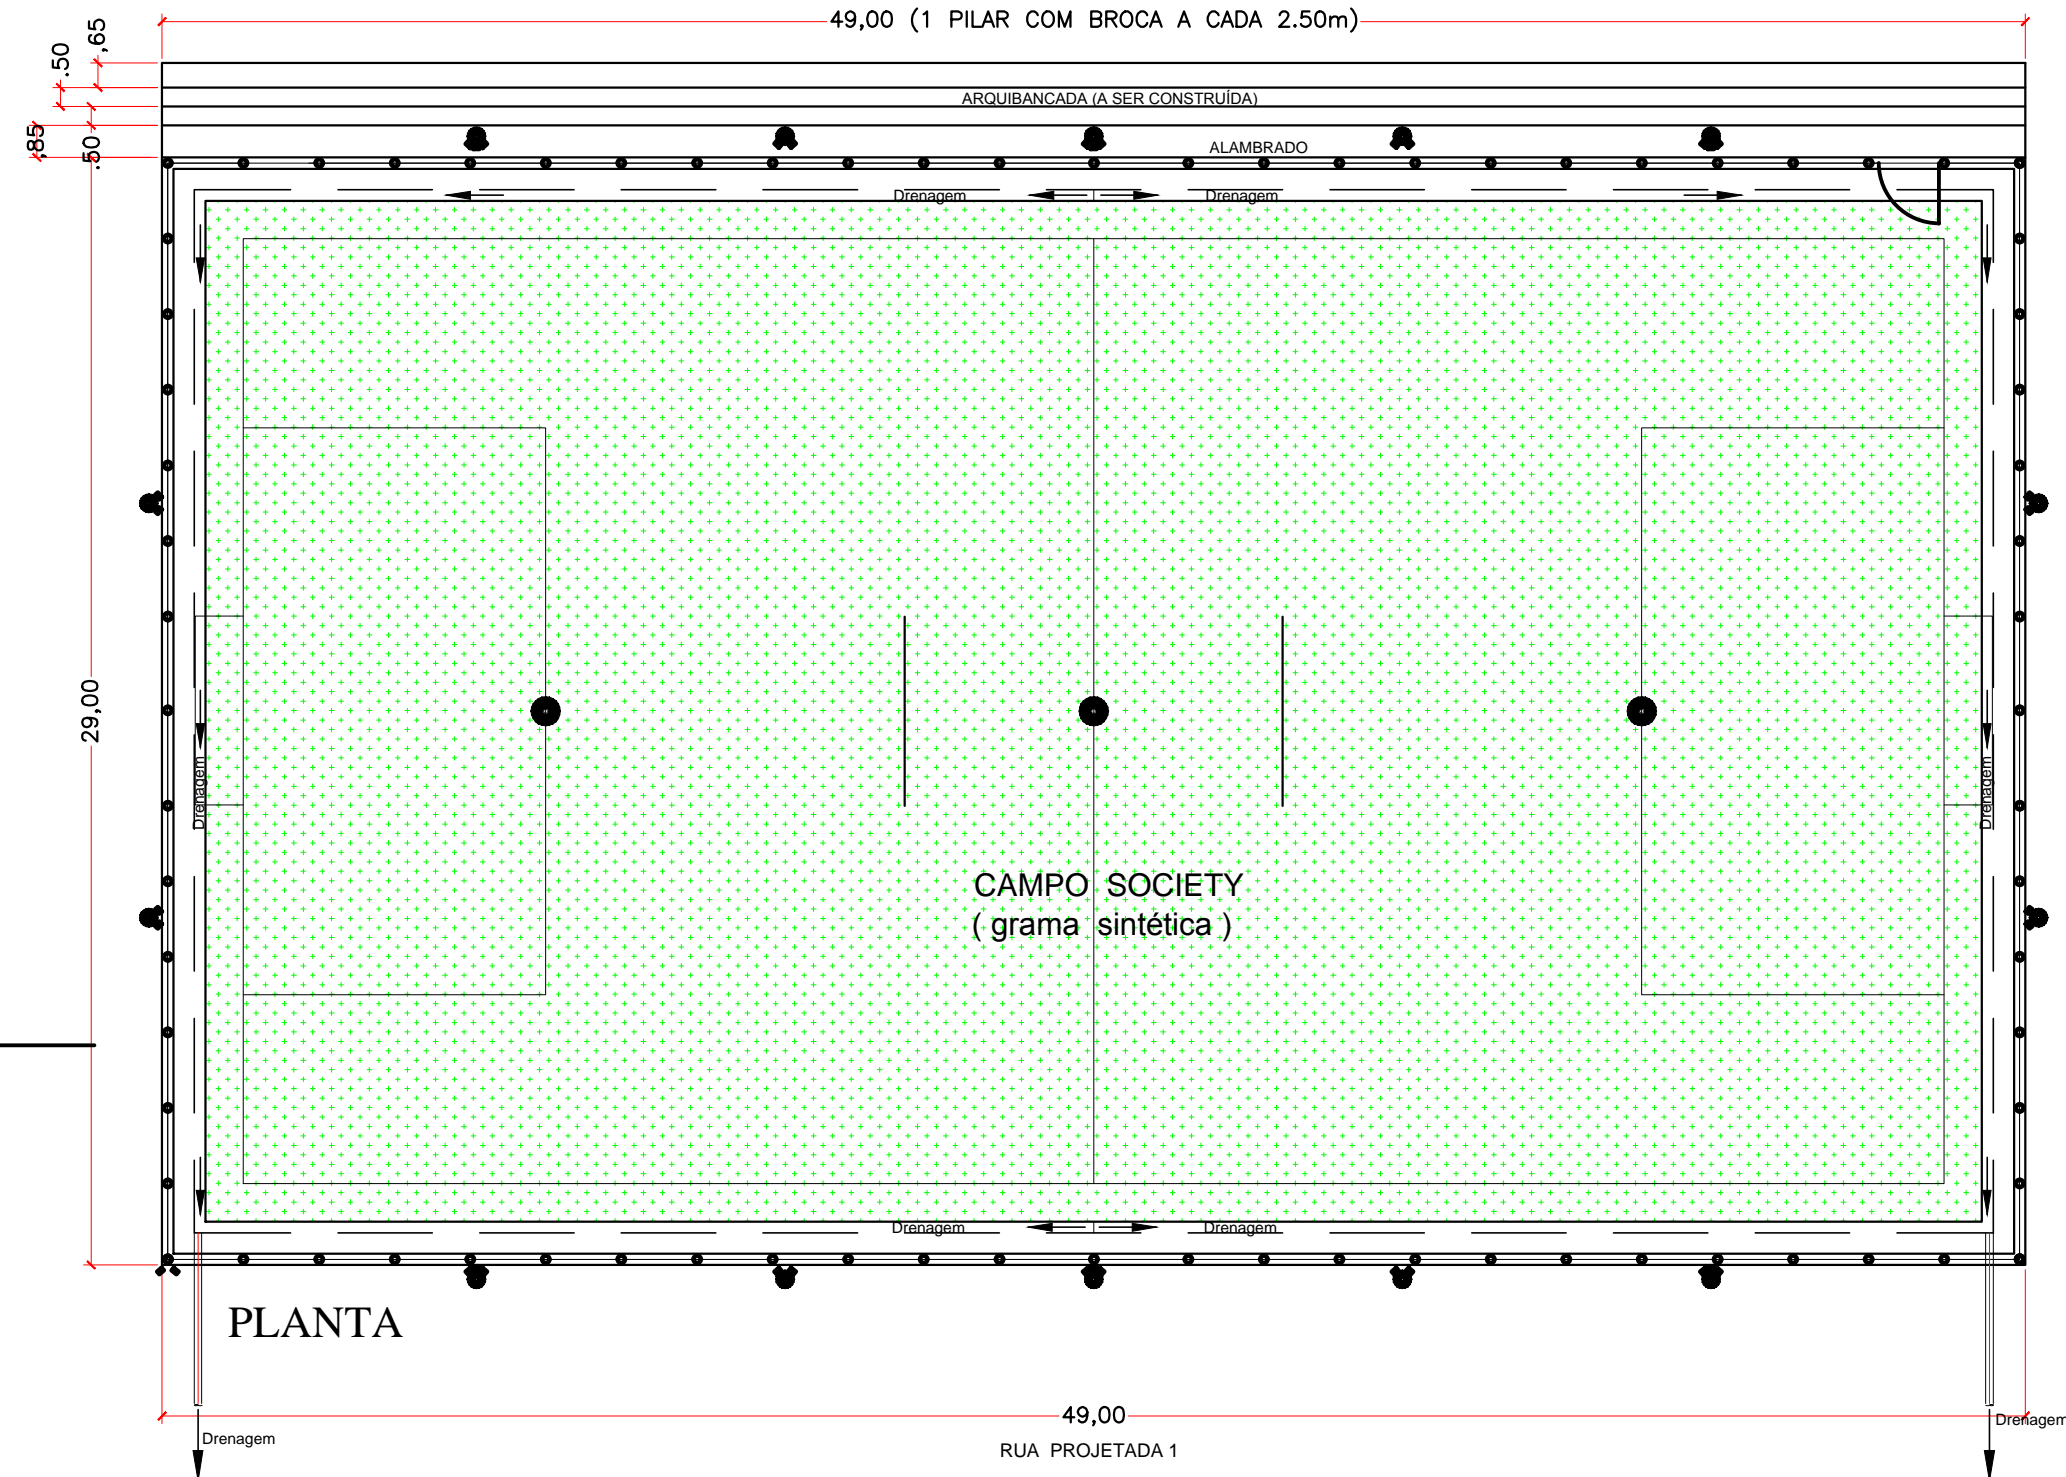 49,00 (1 PILAR COM BROCA A CADA 2.50m)
,65
.50
ARQUIBANCADA (A SER CONSTRUÍDA)
,85
.50
ALAMBRADO
Drenagem
Drenagem
29,00
Drenagem
Drenagem
CAMPO SOCIETY
( grama sintética )
Drenagem
Drenagem
PLANTA
49,00
Drenagem
Drenagem
RUA PROJETADA 1